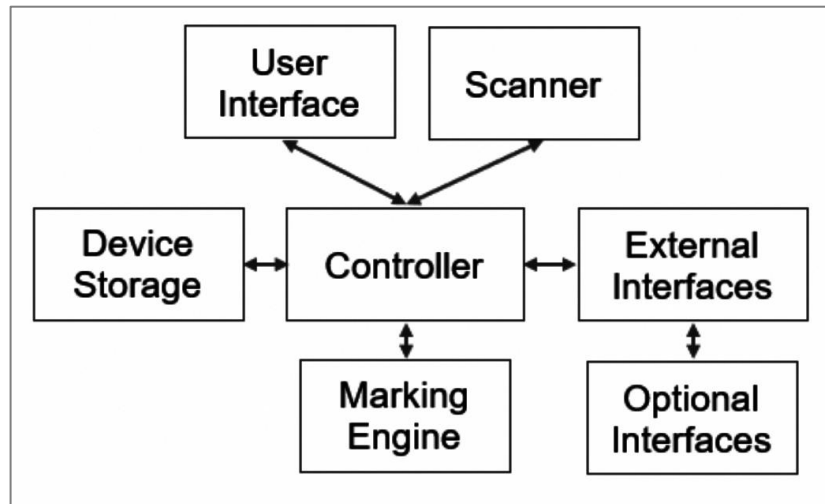 User
Interface
Scanner
Device
Storage
Controller
External
Interfaces
Marking
Engine
Optional
Interfaces